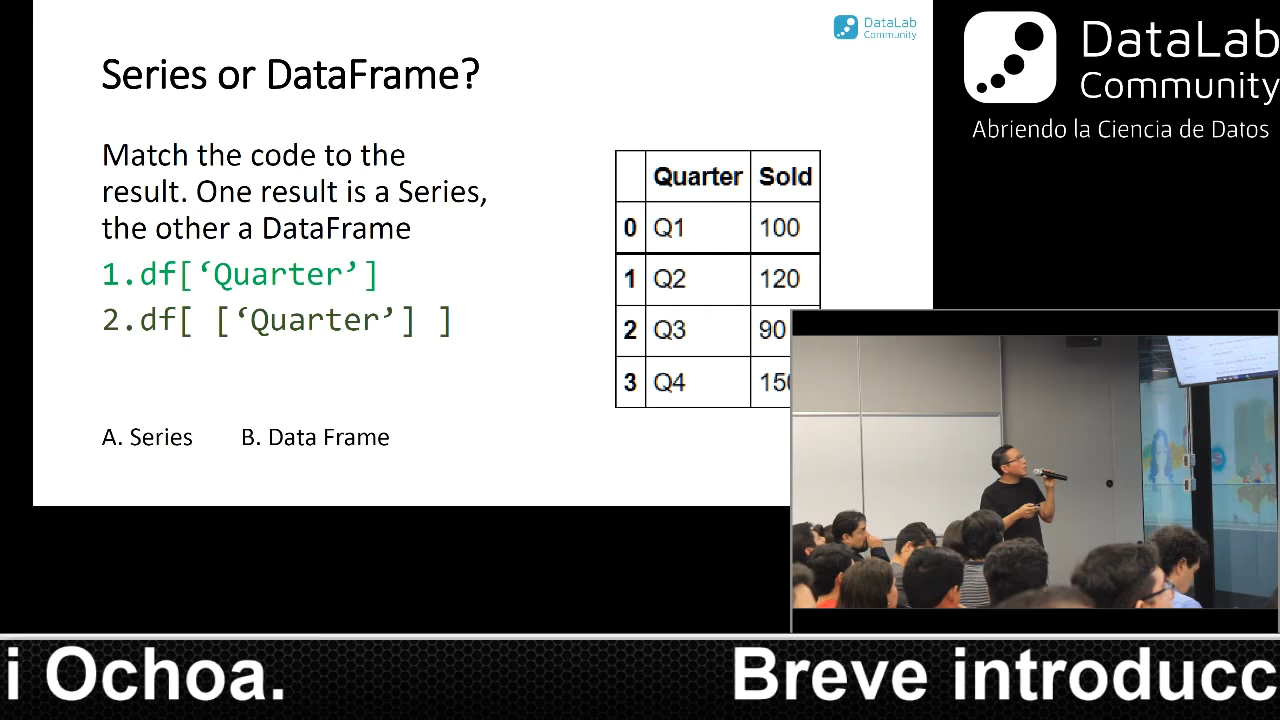 DataLab
Community
Series or DataFrame?
Match the code to the
result. One result is a Series,
the other a DataFrame
1.df[‘Quarter’]
2.df[ [‘Quarter’] ]
A. Series B. Data Frame
Quarter Sold
0 Q1 100
1 Q2 120
2 Q3 90
3 Q4 150
DataLab
Community
Abriendo la Ciencia de Datos
i Ochoa. Breve introducc